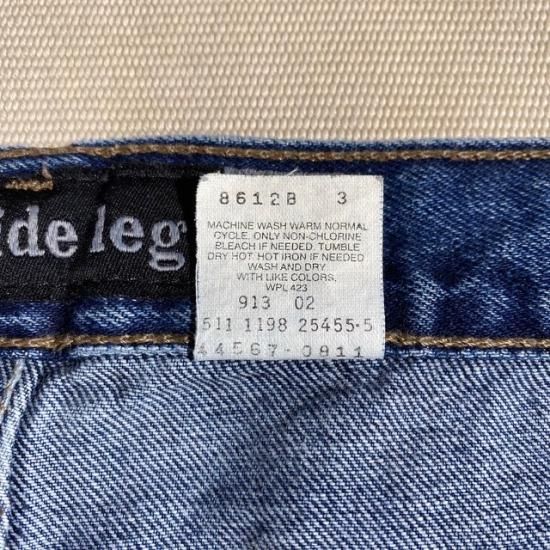 ide leg
8612B 3
MACHINE WASH WARM NORMAL
CYCLE. ONLY NON-CHLORINE
BLEACH IF NEEDED. TUMBLE
DRY HOT. HOT IRON IF NEEDED
WASH AND DRY
WITH LIKE COLORS,
WPL 423
913 02
511 1198 25455-5
44567-0811